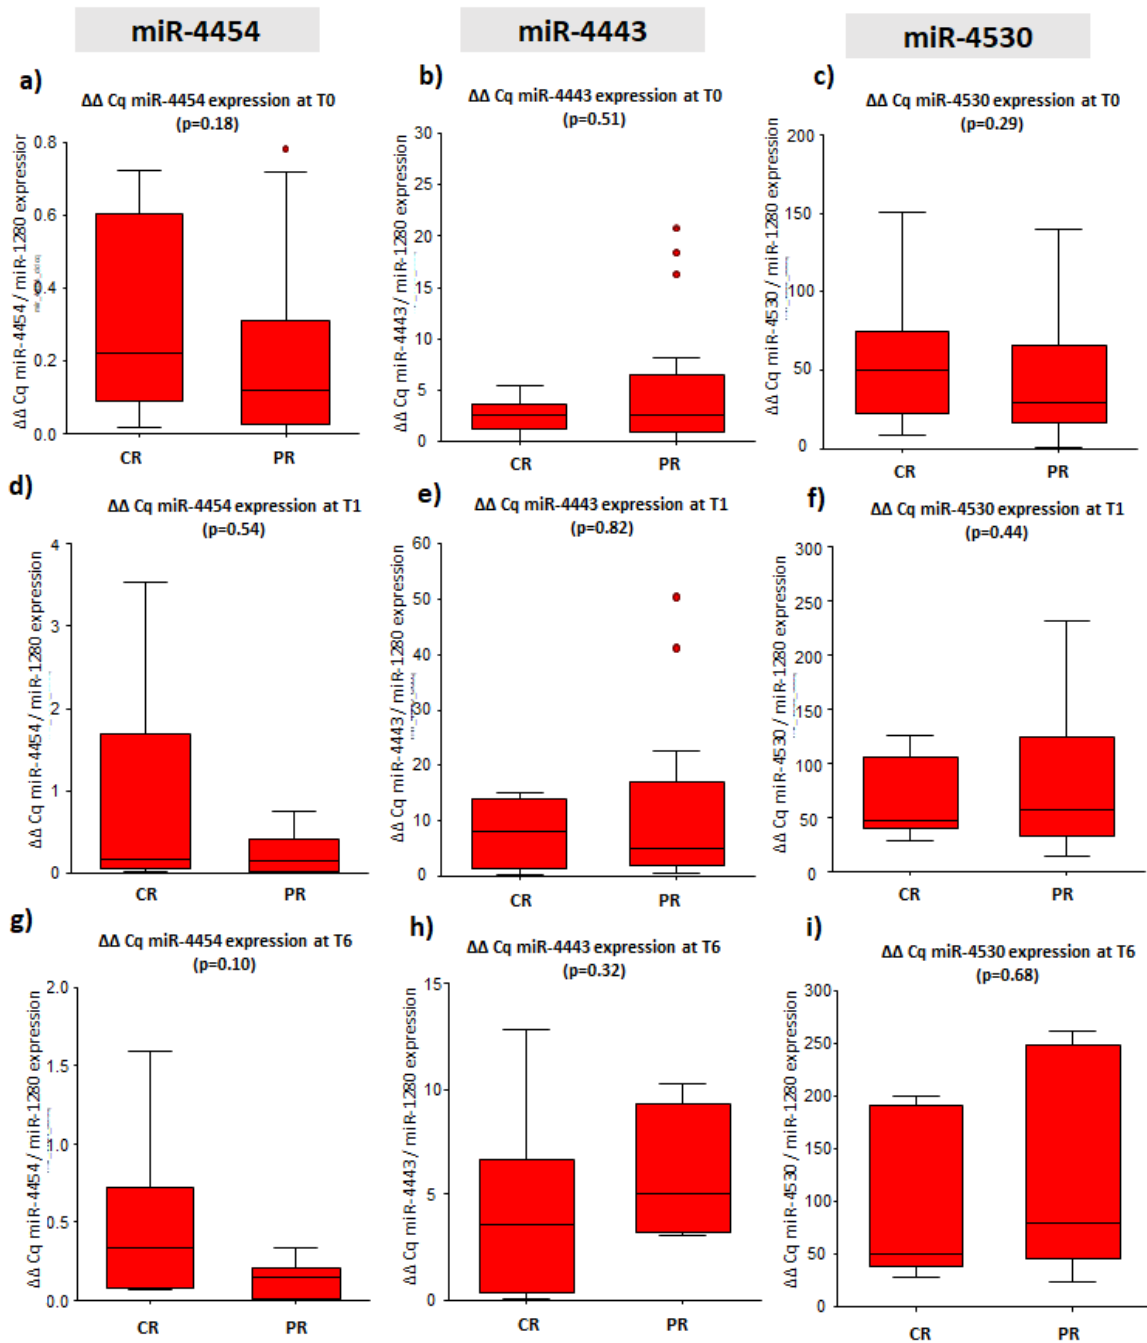 miR-4454
miR-4443
miR-4530
a)
ΔΔ Cq miR-4454 expression at T0
(p=0.18)
ΔΔ Cq miR-4454 / miR-1280 expression
0.8
0.6
0.4
0.2
0.0
CR
PR
b)
ΔΔ Cq miR-4443 expression at T0
(p=0.51)
ΔΔ Cq miR-4443 / miR-1280 expression
30
25
20
15
10
5
0
CR
PR
c)
ΔΔ Cq miR-4530 expression at T0
(p=0.29)
ΔΔ Cq miR-4530 / miR-1280 expression
200
150
100
50
0
CR
PR
d)
ΔΔ Cq miR-4454 expression at T1
(p=0.54)
ΔΔ Cq miR-4454 / miR-1280 expression
4
3
2
1
0
CR
PR
e)
ΔΔ Cq miR-4443 expression at T1
(p=0.82)
ΔΔ Cq miR-4443 / miR-1280 expression
60
50
40
30
20
10
0
CR
PR
f)
ΔΔ Cq miR-4530 expression at T1
(p=0.44)
ΔΔ Cq miR-4530 / miR-1280 expression
300
250
200
150
100
50
0
CR
PR
g)
ΔΔ Cq miR-4454 expression at T6
(p=0.10)
ΔΔ Cq miR-4454 / miR-1280 expression
2.0
1.5
1.0
0.5
0.0
CR
PR
h)
ΔΔ Cq miR-4443 expression at T6
(p=0.32)
ΔΔ Cq miR-4443 / miR-1280 expression
15
10
5
0
CR
PR
i)
ΔΔ Cq miR-4530 expression at T6
(p=0.68)
ΔΔ Cq miR-4530 / miR-1280 expression
300
250
200
150
100
50
0
CR
PR